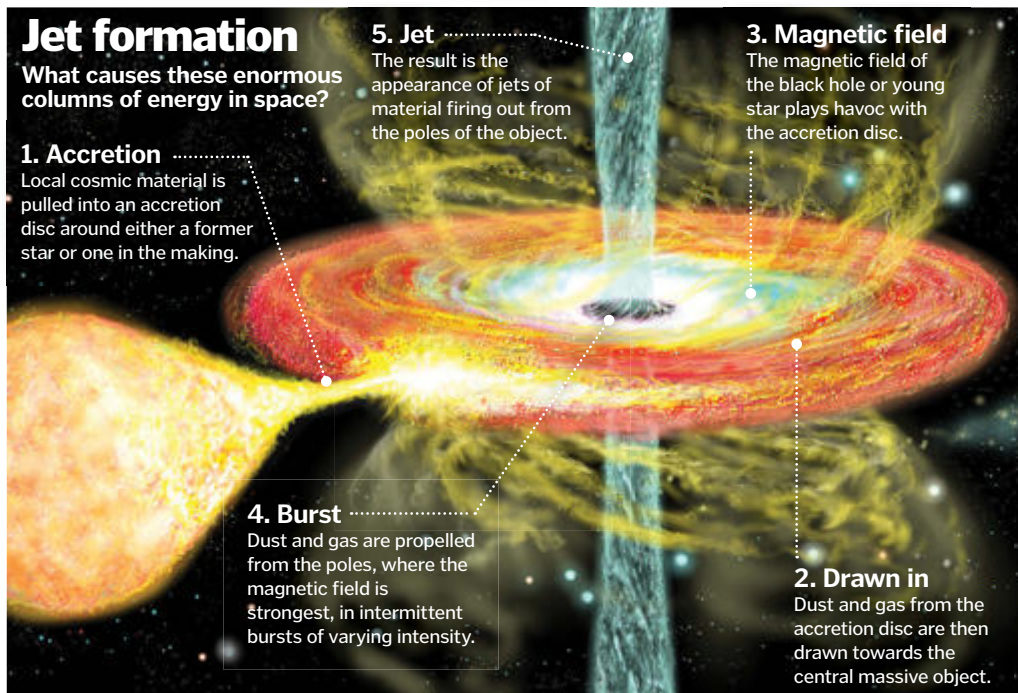 Jet formation
What causes these enormous
columns of energy in space?
1. Accretion
Local cosmic material is
pulled into an accretion
disc around either a former
star or one in the making.
5. Jet
The result is the
appearance of jets of
material firing out from
the poles of the object.
3. Magnetic field
The magnetic field of
the black hole or young
star plays havoc with
the accretion disc.
4. Burst
Dust and gas are propelled
from the poles, where the
magnetic field is
strongest, in intermittent
bursts of varying intensity.
2. Drawn in
Dust and gas from the
accretion disc are then
drawn towards the
central massive object.